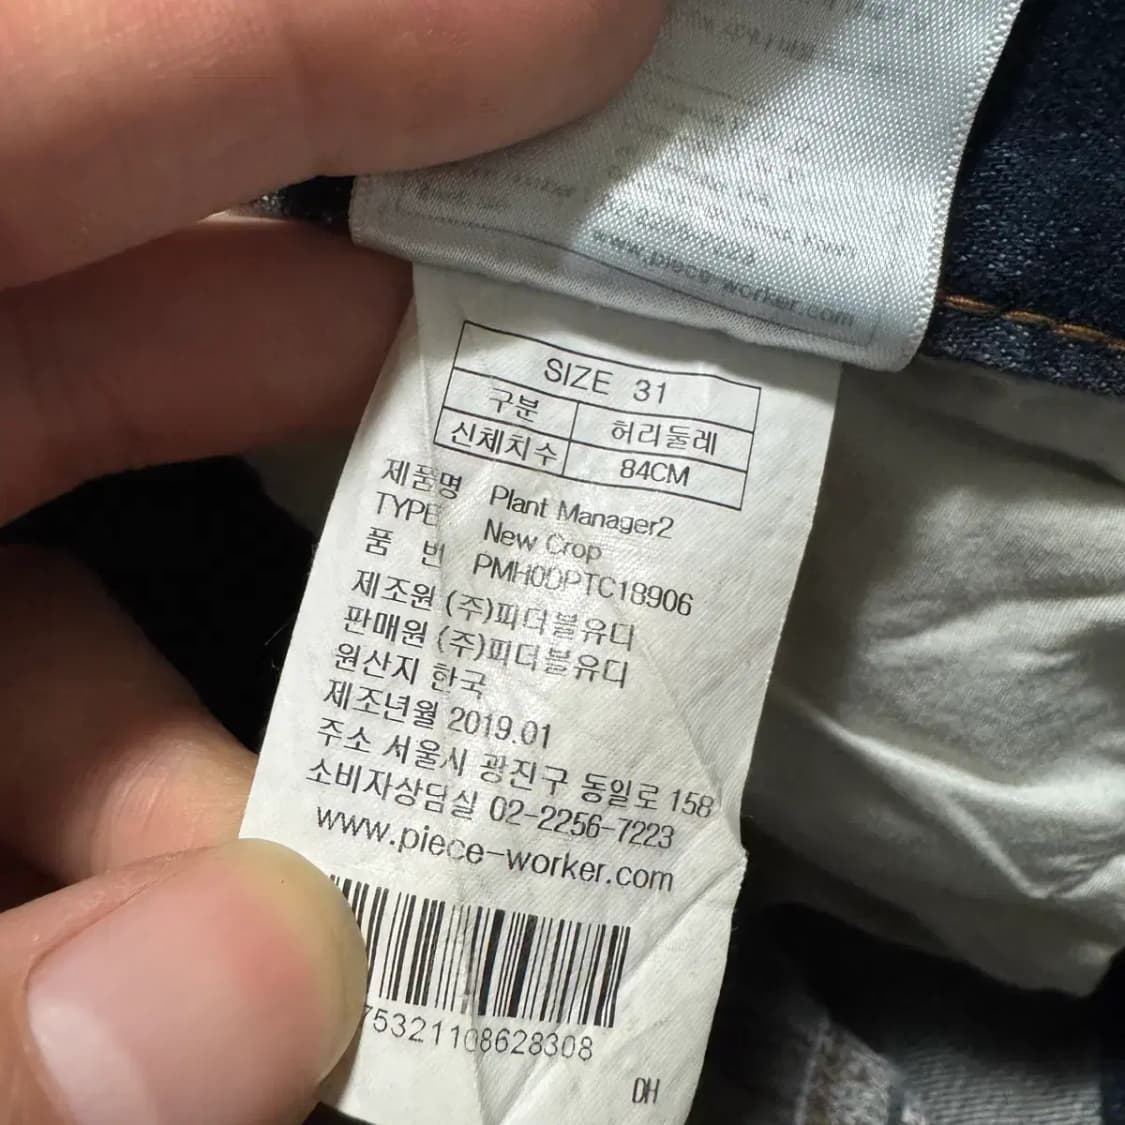 www.piece-worker.com
SIZE 31
구분 허리둘레
신체치수 84CM
제품명 Plant Manager2
TYPE New Crop
품 번 PMH0DPTC18906
제조원 (주)피더블유디
판매원 (주)피더블유디
원산지 한국
제조년월 2019.01
주소 서울시 광진구 동일로 158
소비자상담실 02-2256-7223
www.piece-worker.com
75321108628308
DH